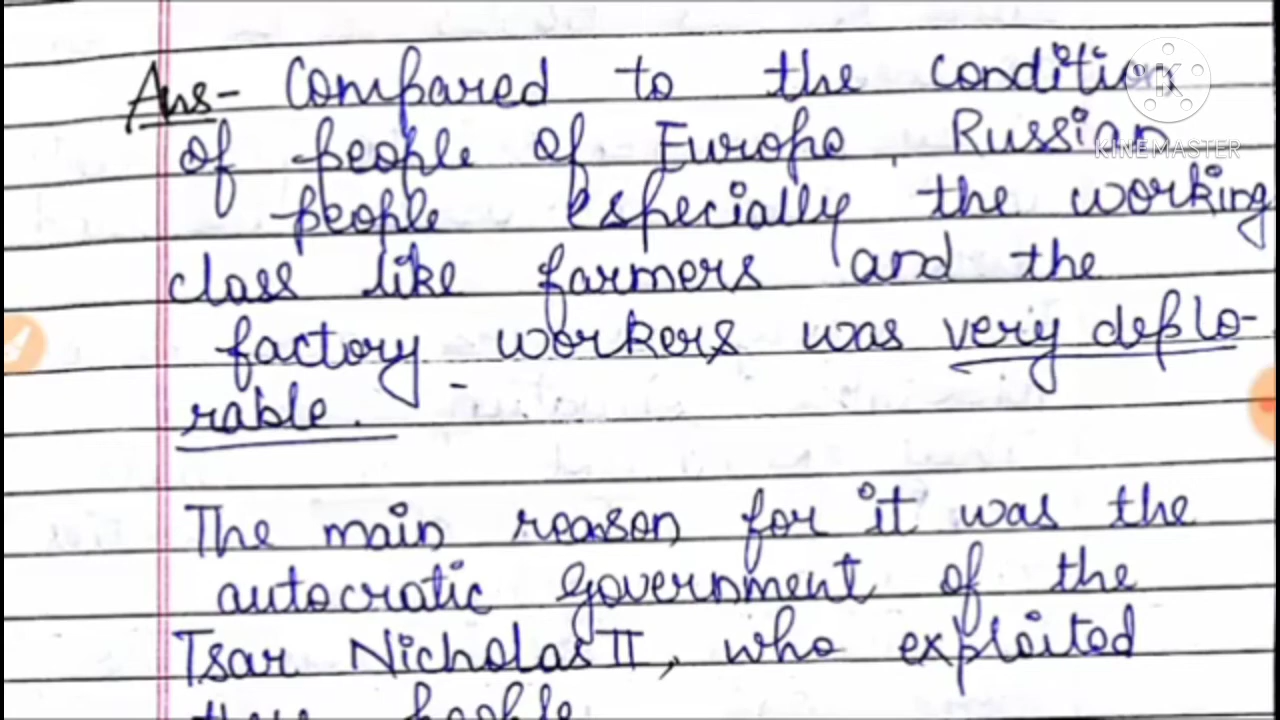 Ans- Compared to the condition
of people of Europe, Russian
people especially the working
class like farmers and the
factory workers was very deplo-
rable.
The main reason for it was the
autocratic government of the
Tsar Nicholas II, who exploited
people
KINEMASTER